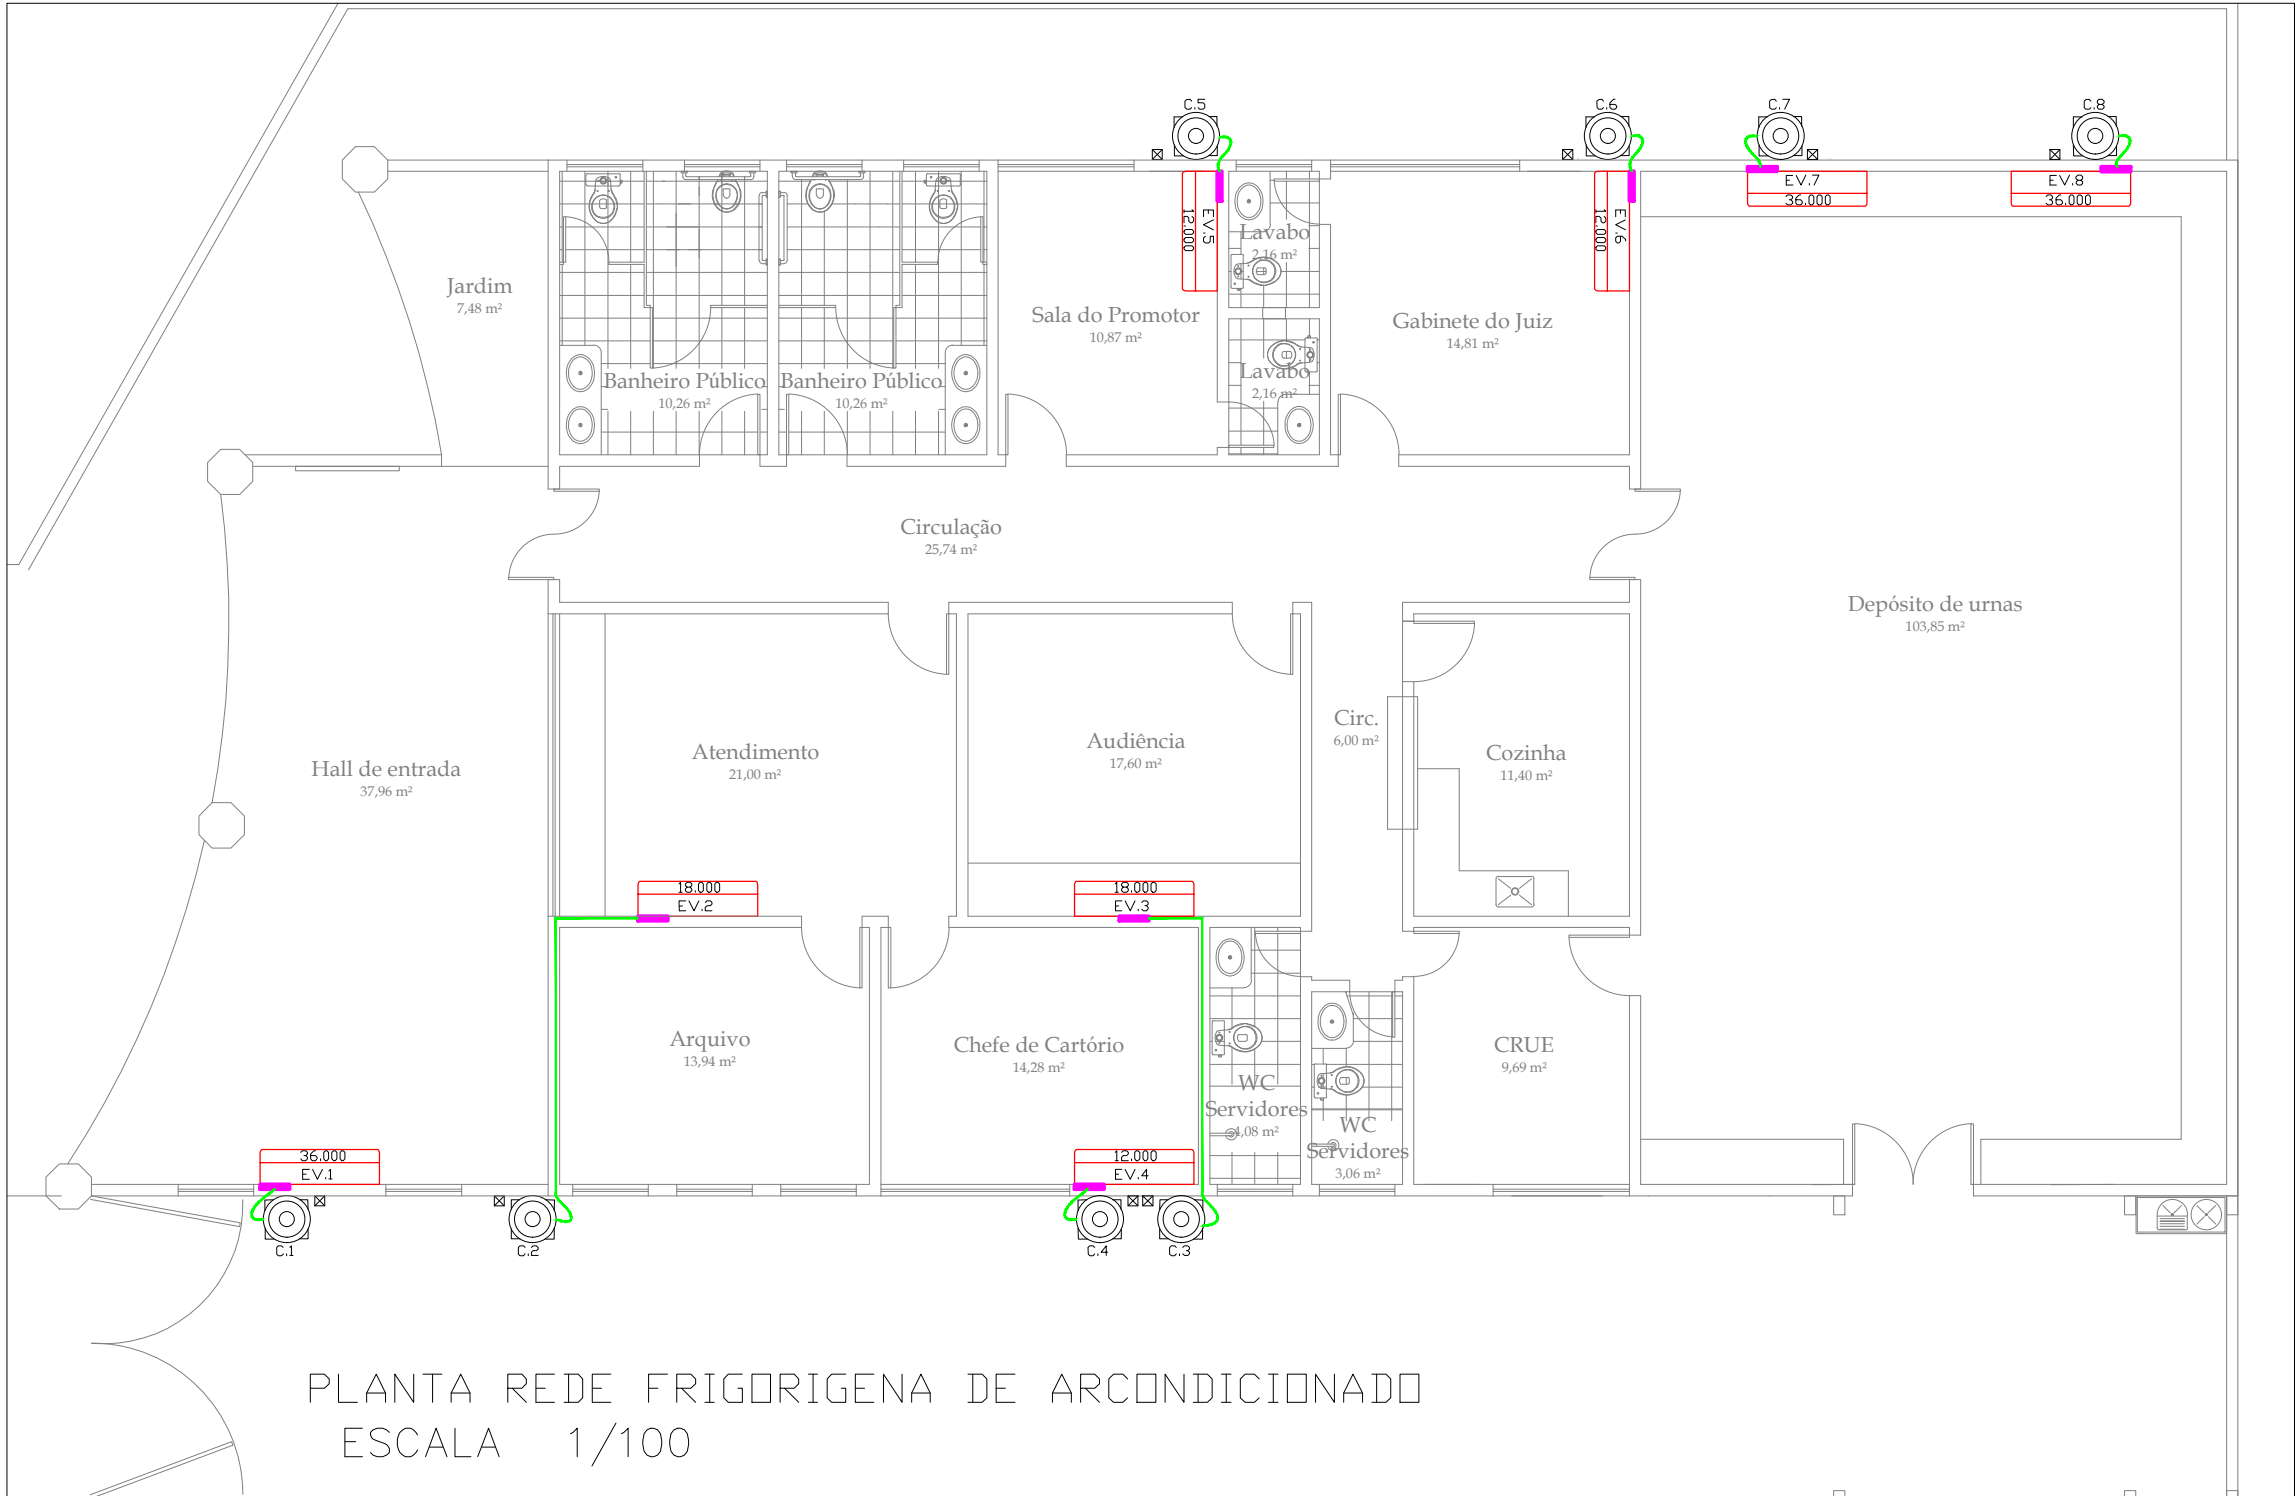 C.5
C.6
C.7
C.8
EV.7
36.000
EV.8
36.000
EV.5
12.000
EV.6
12.000
Lavabo
2,16 m²
Jardim
7,48 m²
Sala do Promotor
10,87 m²
Gabinete do Juiz
14,81 m²
Banheiro Público
10,26 m²
Banheiro Público
10,26 m²
Lavabo
2,16 m²
Circulação
25,74 m²
Depósito de urnas
103,85 m²
Hall de entrada
37,96 m²
Atendimento
21,00 m²
Audiência
17,60 m²
Circ.
6,00 m²
Cozinha
11,40 m²
18.000
EV.2
18.000
EV.3
Arquivo
13,94 m²
Chefe de Cartório
14,28 m²
CRUE
9,69 m²
WC
Servidores
4,08 m²
WC
Servidores
3,06 m²
36.000
EV.1
12.000
EV.4
C.1
C.2
C.4
C.3
PLANTA REDE FRIGORIGENA DE ARCONDICIONADO
ESCALA 1/100